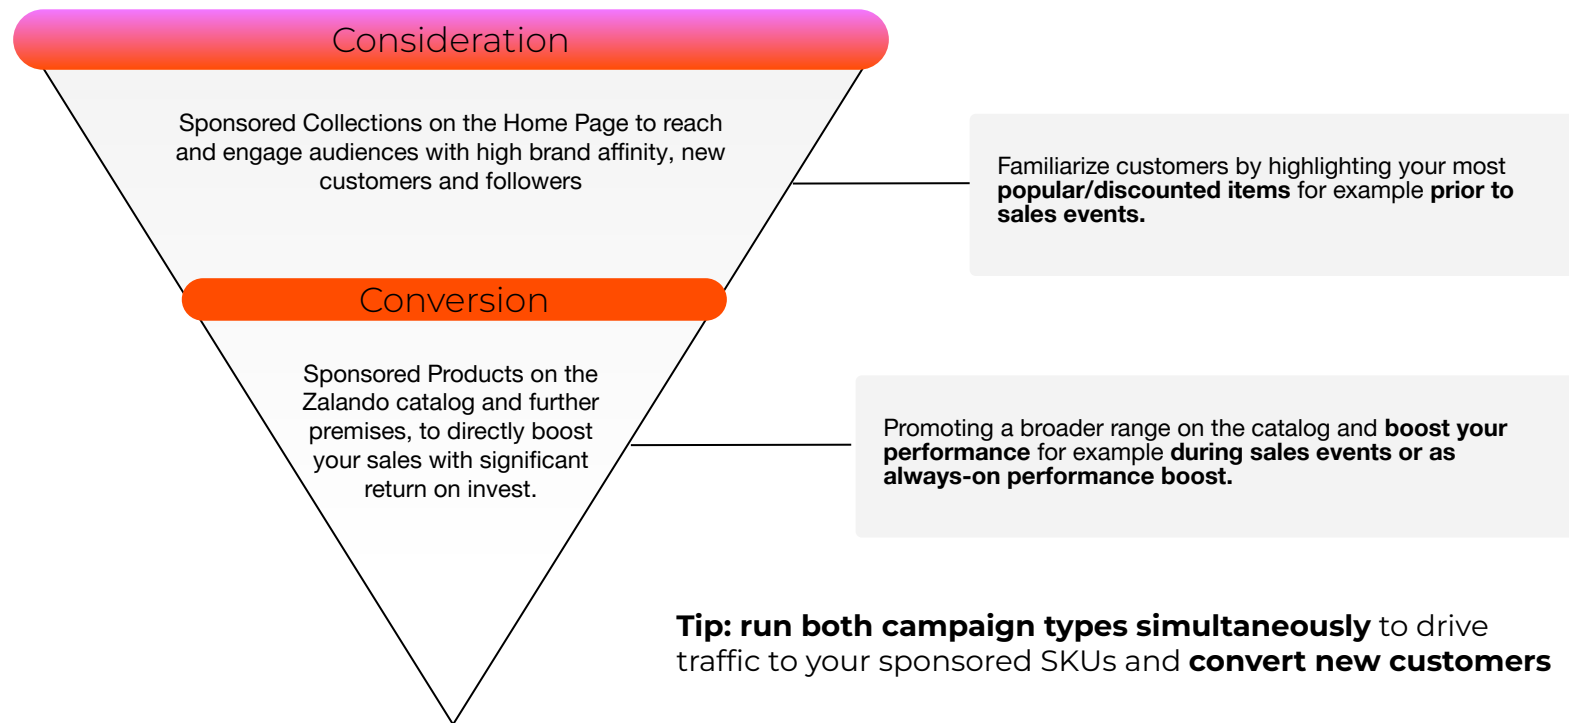 Consideration
Sponsored Collections on the Home Page to reach
and engage audiences with high brand affinity, new
customers and followers
Familiarize customers by highlighting your most
popular/discounted items for example prior to
sales events.
Conversion
Sponsored Products on the
Zalando catalog and further
premises, to directly boost
your sales with significant
return on invest.
Promoting a broader range on the catalog and boost your
performance for example during sales events or as
always-on performance boost.
Tip: run both campaign types simultaneously to drive
traffic to your sponsored SKUs and convert new customers